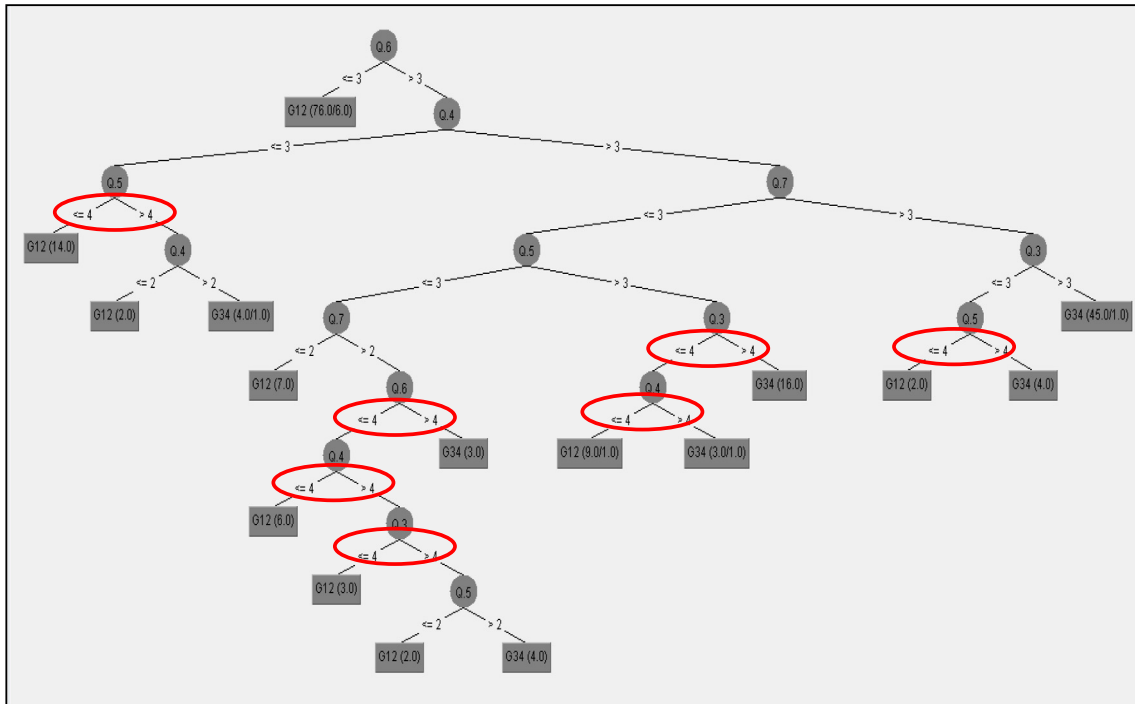 Q.6
<= 3 > 3
G12 (76.0/6.0) Q.4
<= 3 > 3
Q.5 Q.7
<= 4 > 4 <= 3 > 3
G12 (14.0) Q.4 Q.5 Q.3
<= 2 > 2 <= 3 > 3 <= 3 > 3
G12 (2.0) G34 (4.0/1.0) Q.7 Q.3 Q.5 G34 (45.0/1.0)
<= 2 > 2 <= 4 > 4 <= 4 > 4
G12 (7.0) Q.6 Q.4 G34 (16.0) G12 (2.0) G34 (4.0)
<= 4 > 4 <= 4 > 4
Q.4 G34 (3.0) G12 (9.0/1.0) G34 (3.0/1.0)
<= 4 > 4
G12 (6.0) Q.3
<= 4 > 4
G12 (3.0) Q.5
<= 2 > 2
G12 (2.0) G34 (4.0)